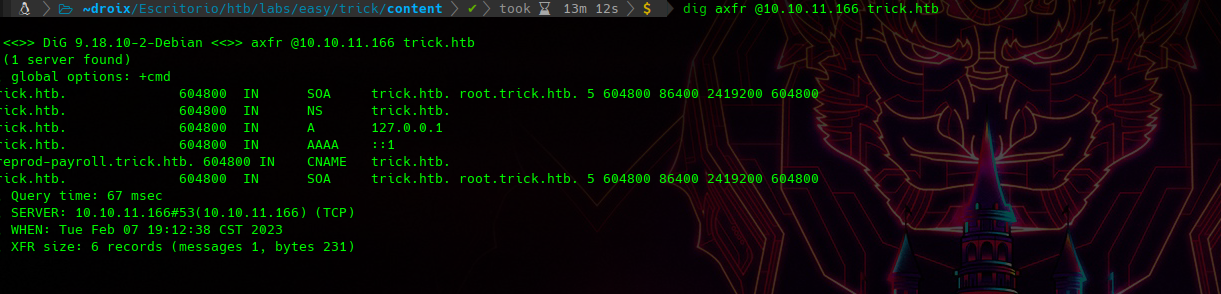 ~droix/Escritorio/htb/labs/easy/trick/content ✔ took ⌛ 13m 12s $ dig axfr @10.10.11.166 trick.htb
<<>> DiG 9.18.10-2-Debian <<>> axfr @10.10.11.166 trick.htb
(1 server found)
global options: +cmd
rick.htb. 604800 IN SOA trick.htb. root.trick.htb. 5 604800 86400 2419200 604800
rick.htb. 604800 IN NS trick.htb.
rick.htb. 604800 IN A 127.0.0.1
rick.htb. 604800 IN AAAA ::1
reprod-payroll.trick.htb. 604800 IN CNAME trick.htb.
rick.htb. 604800 IN SOA trick.htb. root.trick.htb. 5 604800 86400 2419200 604800
Query time: 67 msec
SERVER: 10.10.11.166#53(10.10.11.166) (TCP)
WHEN: Tue Feb 07 19:12:38 CST 2023
XFR size: 6 records (messages 1, bytes 231)